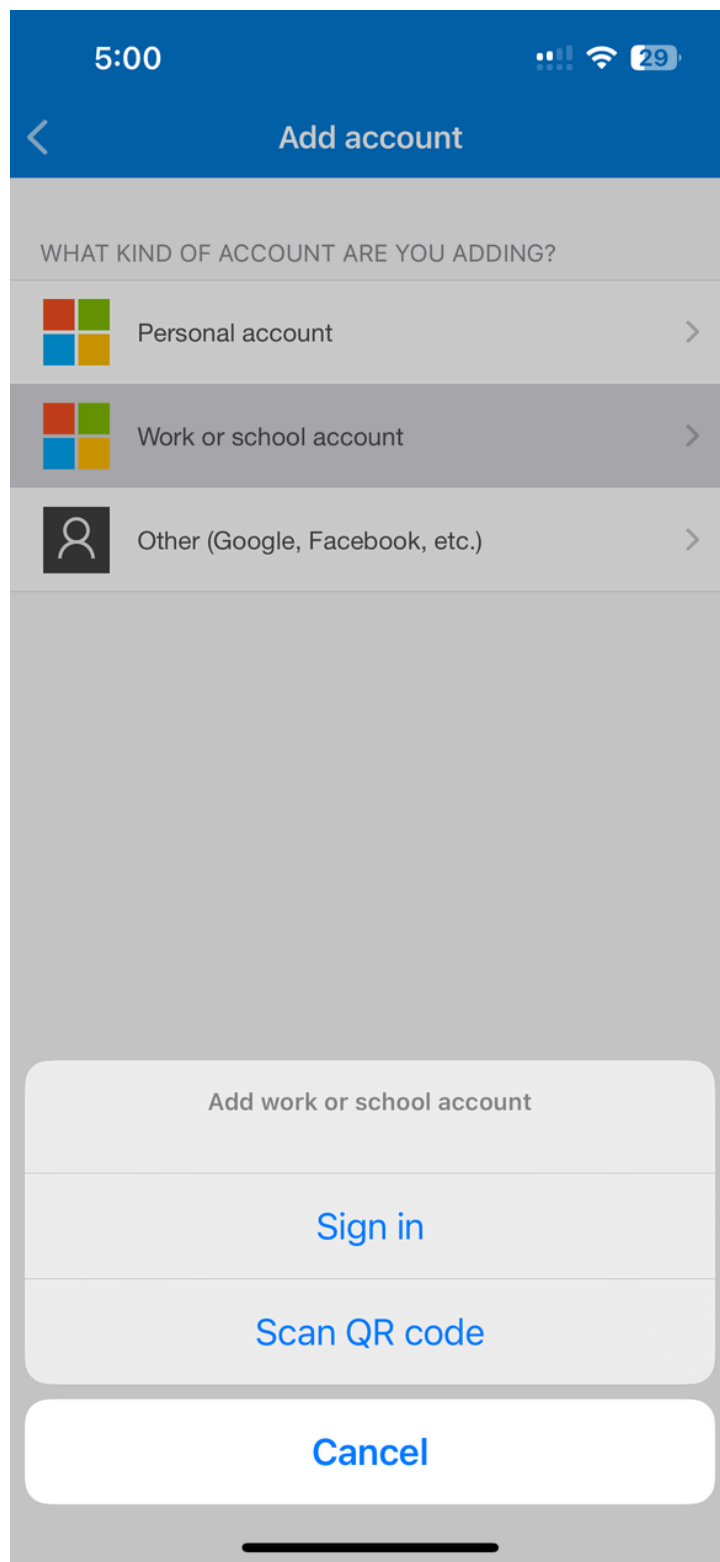 5:00
29
Add account
WHAT KIND OF ACCOUNT ARE YOU ADDING?
Personal account
Work or school account
Other (Google, Facebook, etc.)
Add work or school account
Sign in
Scan QR code
Cancel